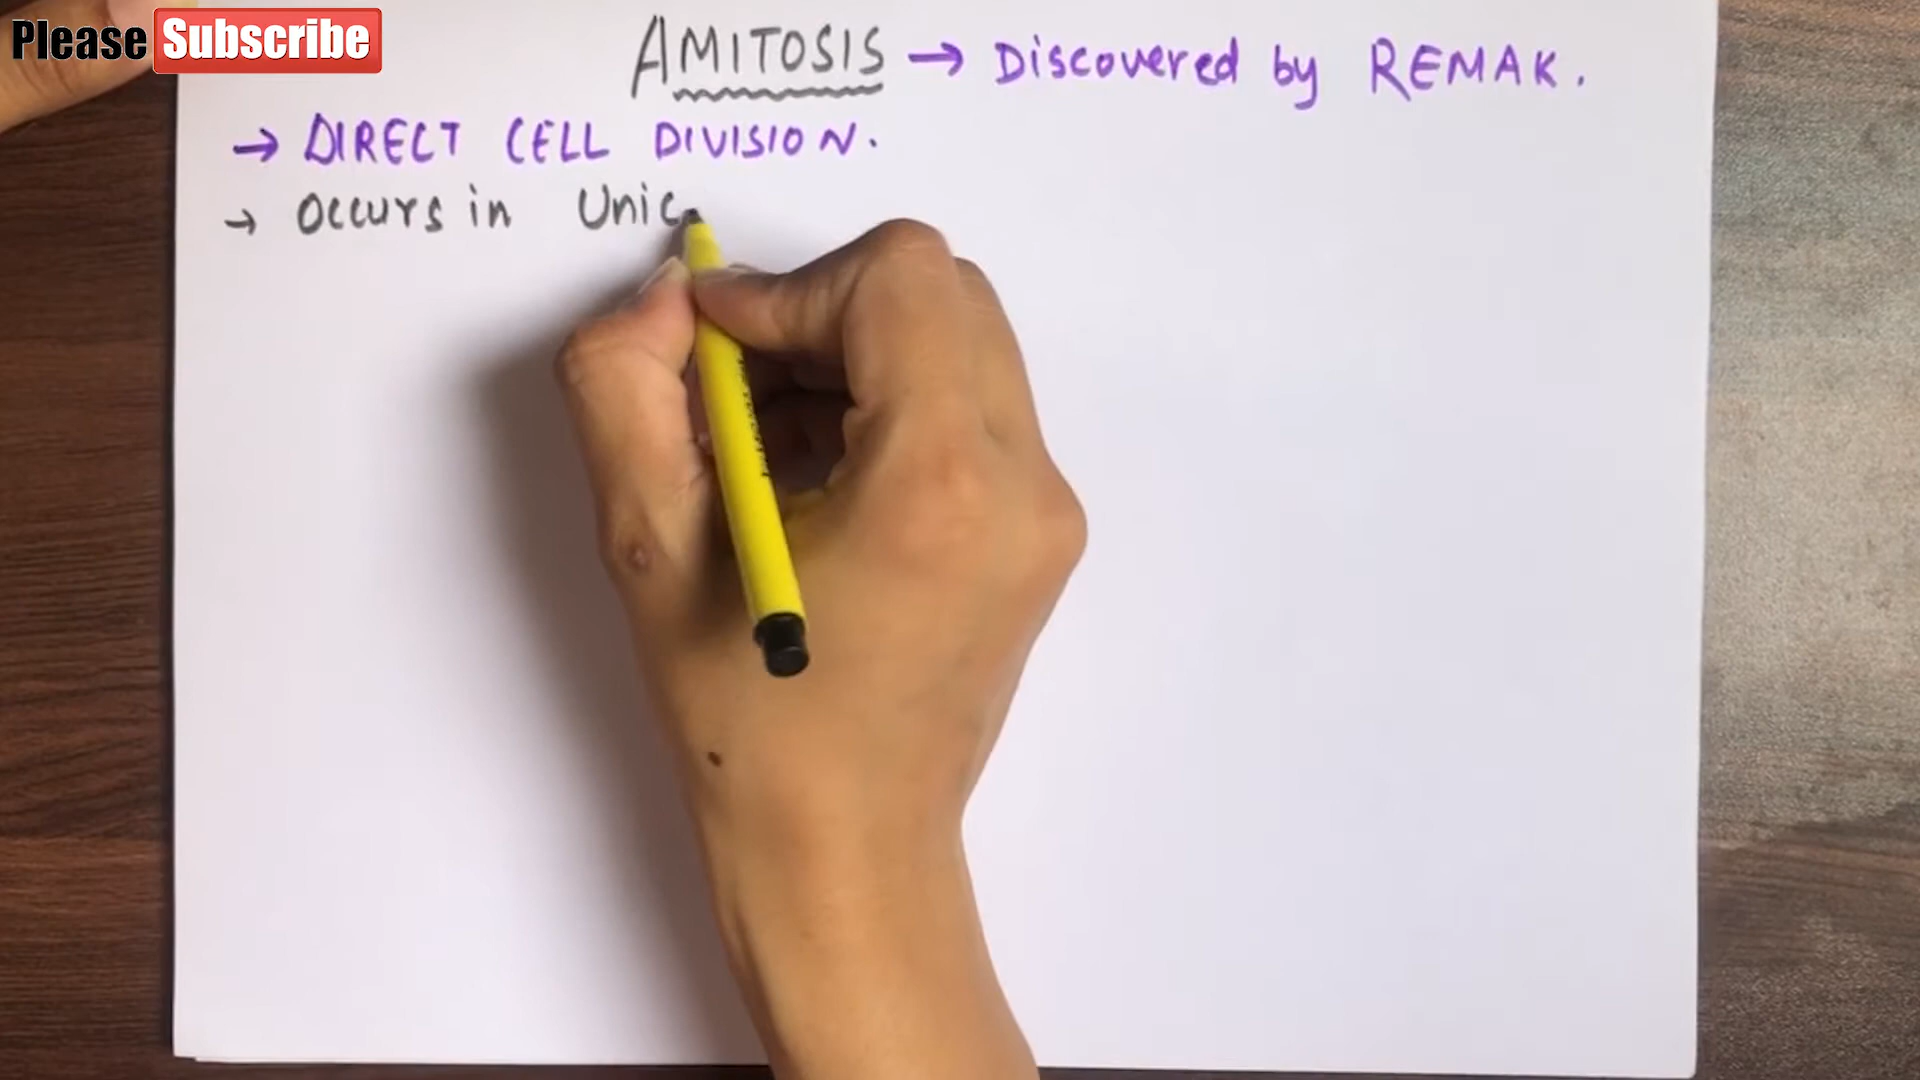 Please Subscribe
AMITOSIS → Discovered by REMAK.
→ DIRECT CELL DIVISION.
→ Occurs in Unic